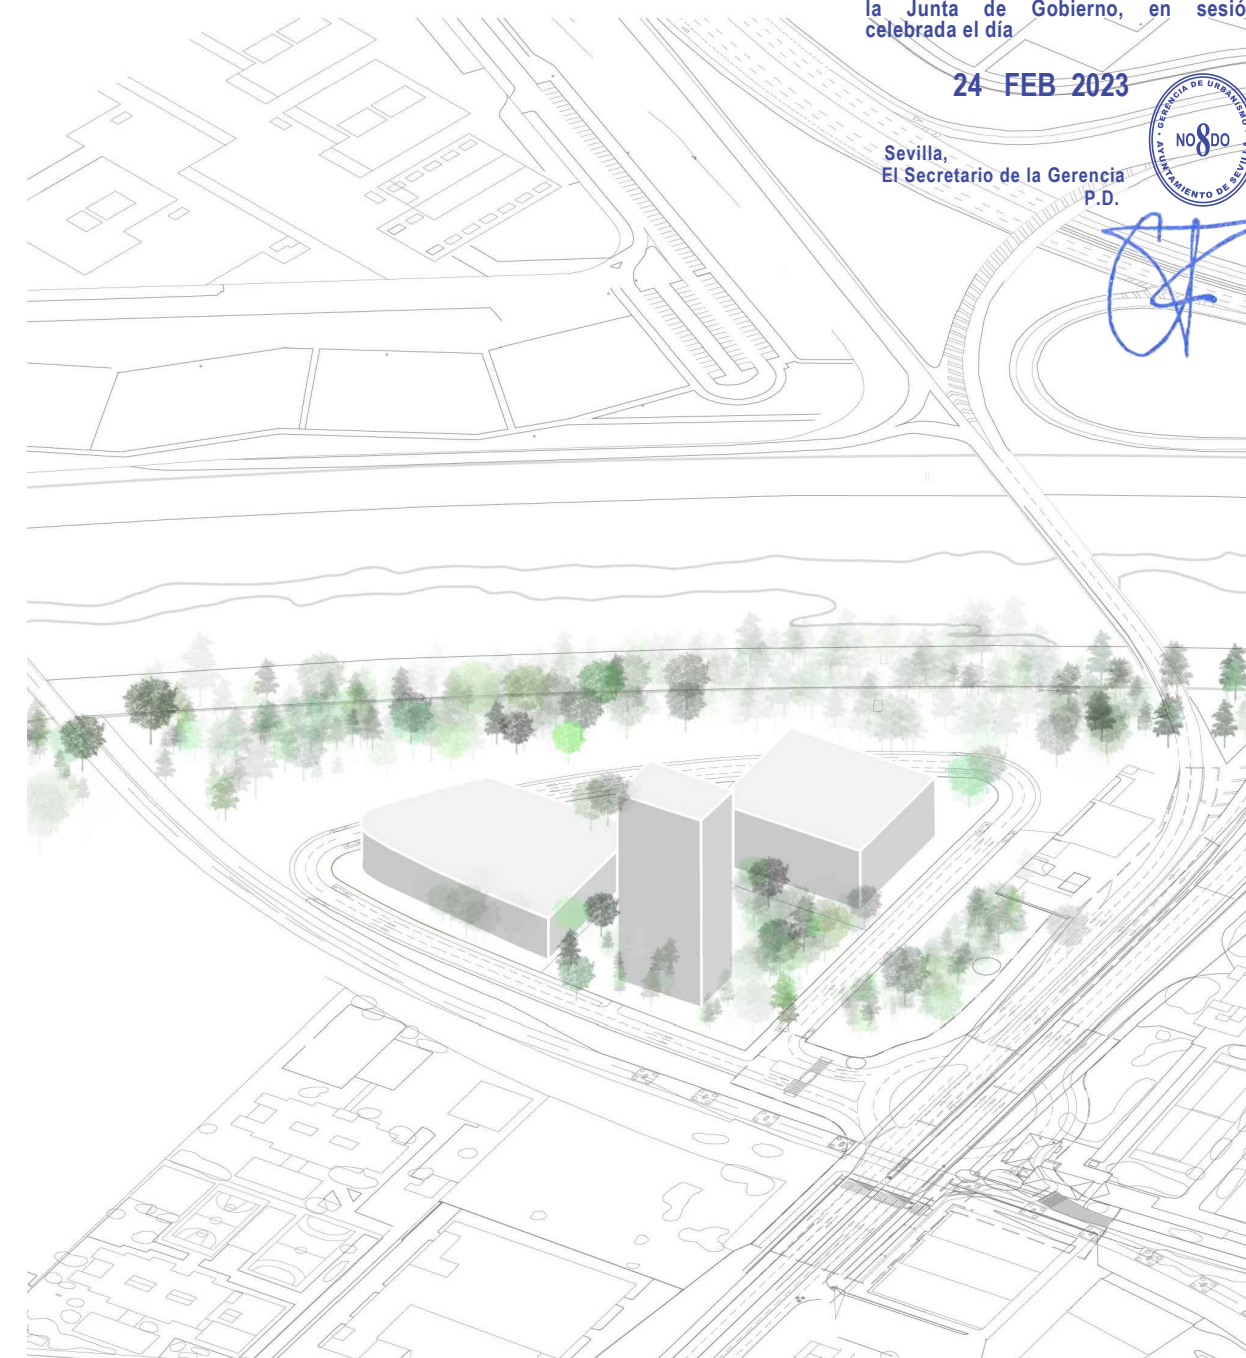 la Junta de Gobierno, en sesió
celebrada el día
24 FEB 2023
Sevilla,
El Secretario de la Gerencia
P.D.
GERENCIA DE URBANISMO
NO8DO
AYUNTAMIENTO DE SEVILLA